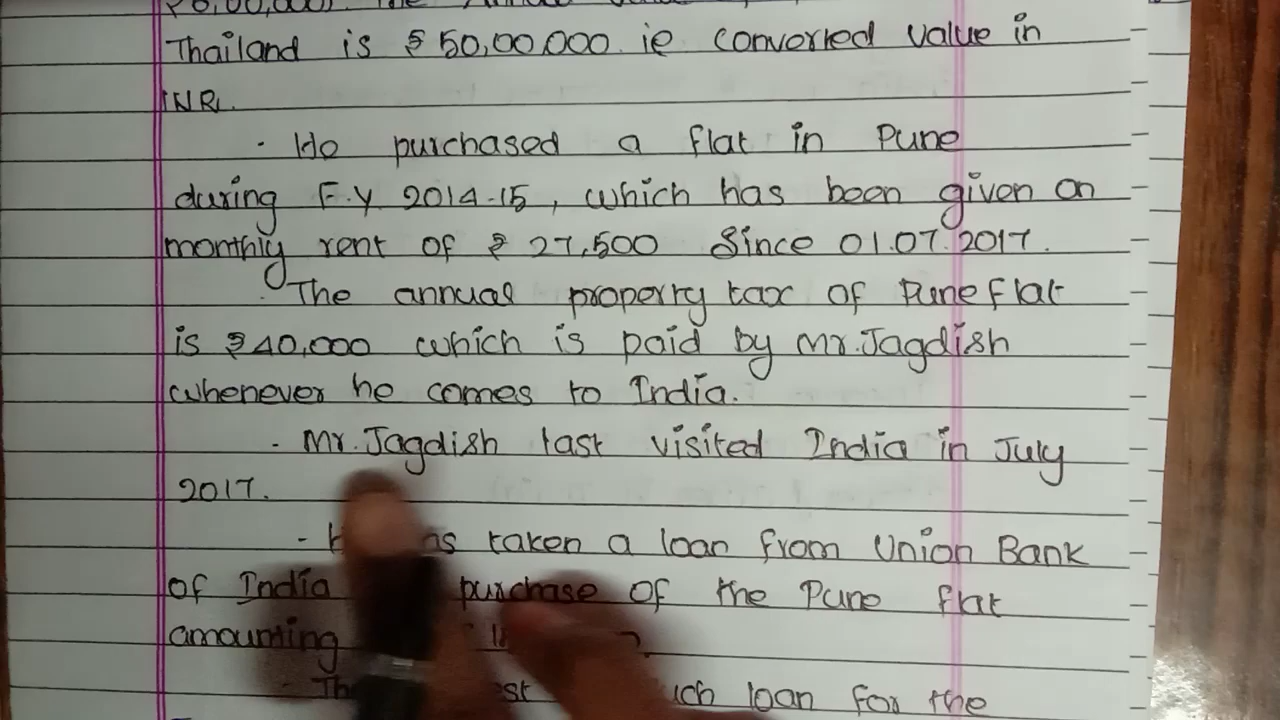 Thailand is ₹ 50,00,000 ie converted value in
INR.
· He purchased a flat in Pune
during F.Y 2014-15, which has been given on
monthly rent of ₹ 27,500 Since 01.07.2017.
· The annual property tax of Pune flat
is ₹40,000 which is paid by Mr.Jagdish
whenever he comes to India.
- Mr.Jagdish last visited India in July
2017.
- taken a loan from Union Bank
of India purchase of the Pune flat
amounting
loan for the